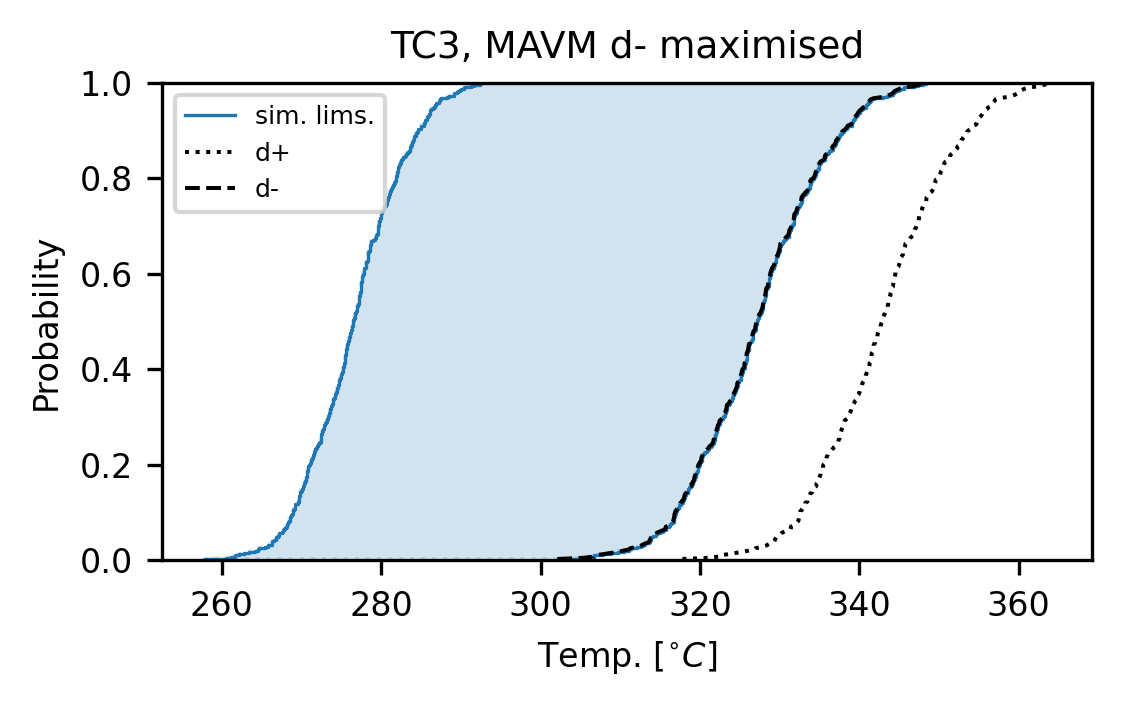 TC3, MAVM d- maximised
1.0
0.8
0.6
0.4
0.2
0.0
Probability
sim. lims.
d+
d-
260 280 300 320 340 360
Temp. [°C]